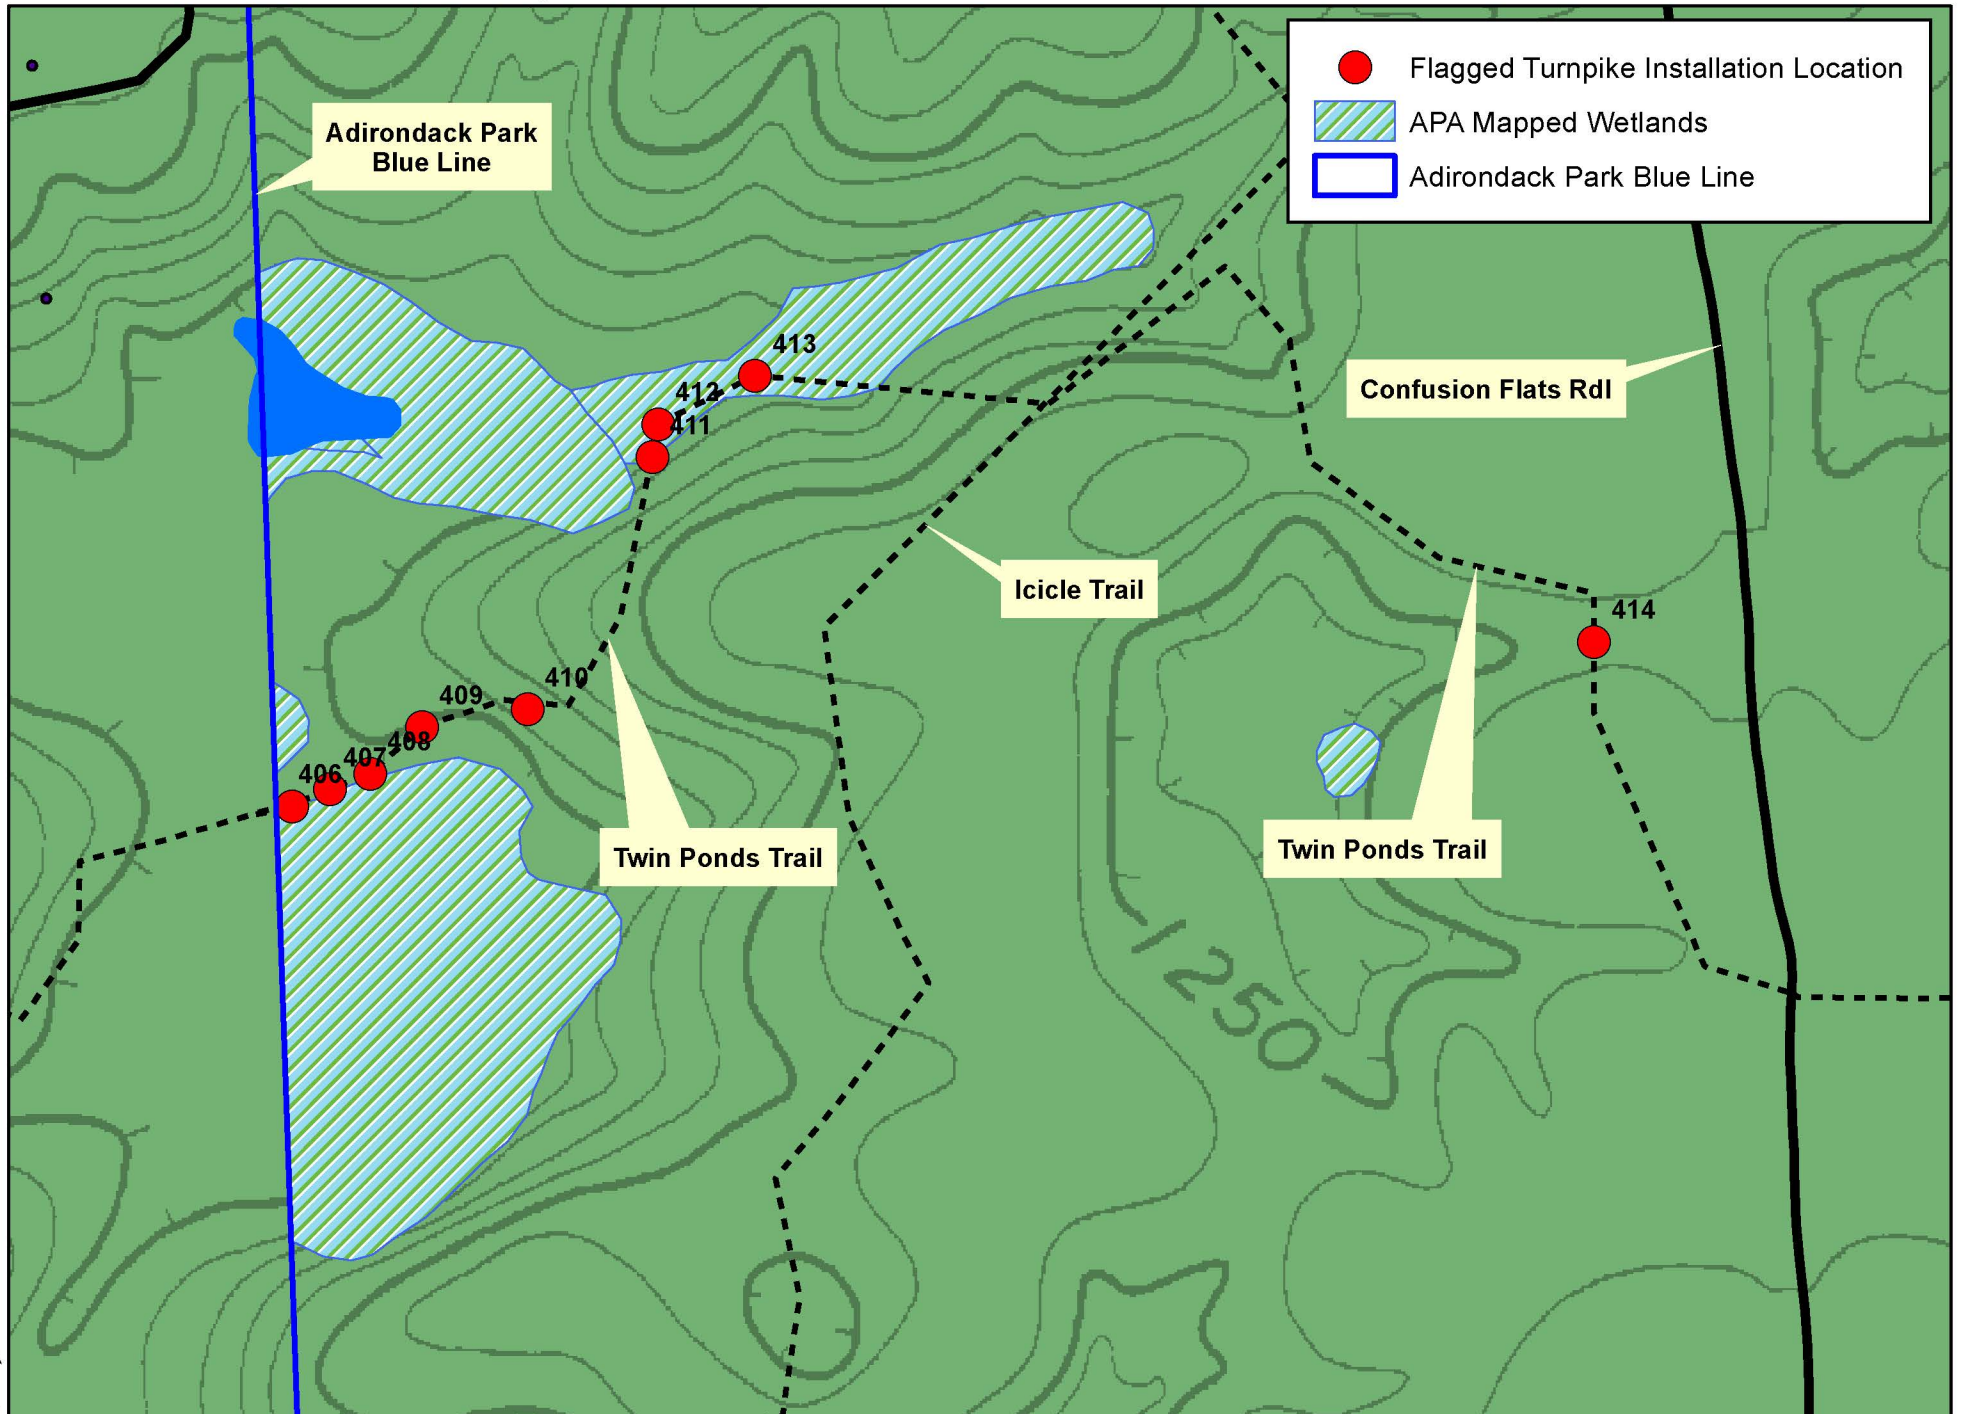 Flagged Turnpike Installation Location
APA Mapped Wetlands
Adirondack Park Blue Line
Adirondack Park
Blue Line
413
412
411
Confusion Flats Rdl
Icicle Trail
414
410
409
408
407
406
Twin Ponds Trail
Twin Ponds Trail
1250